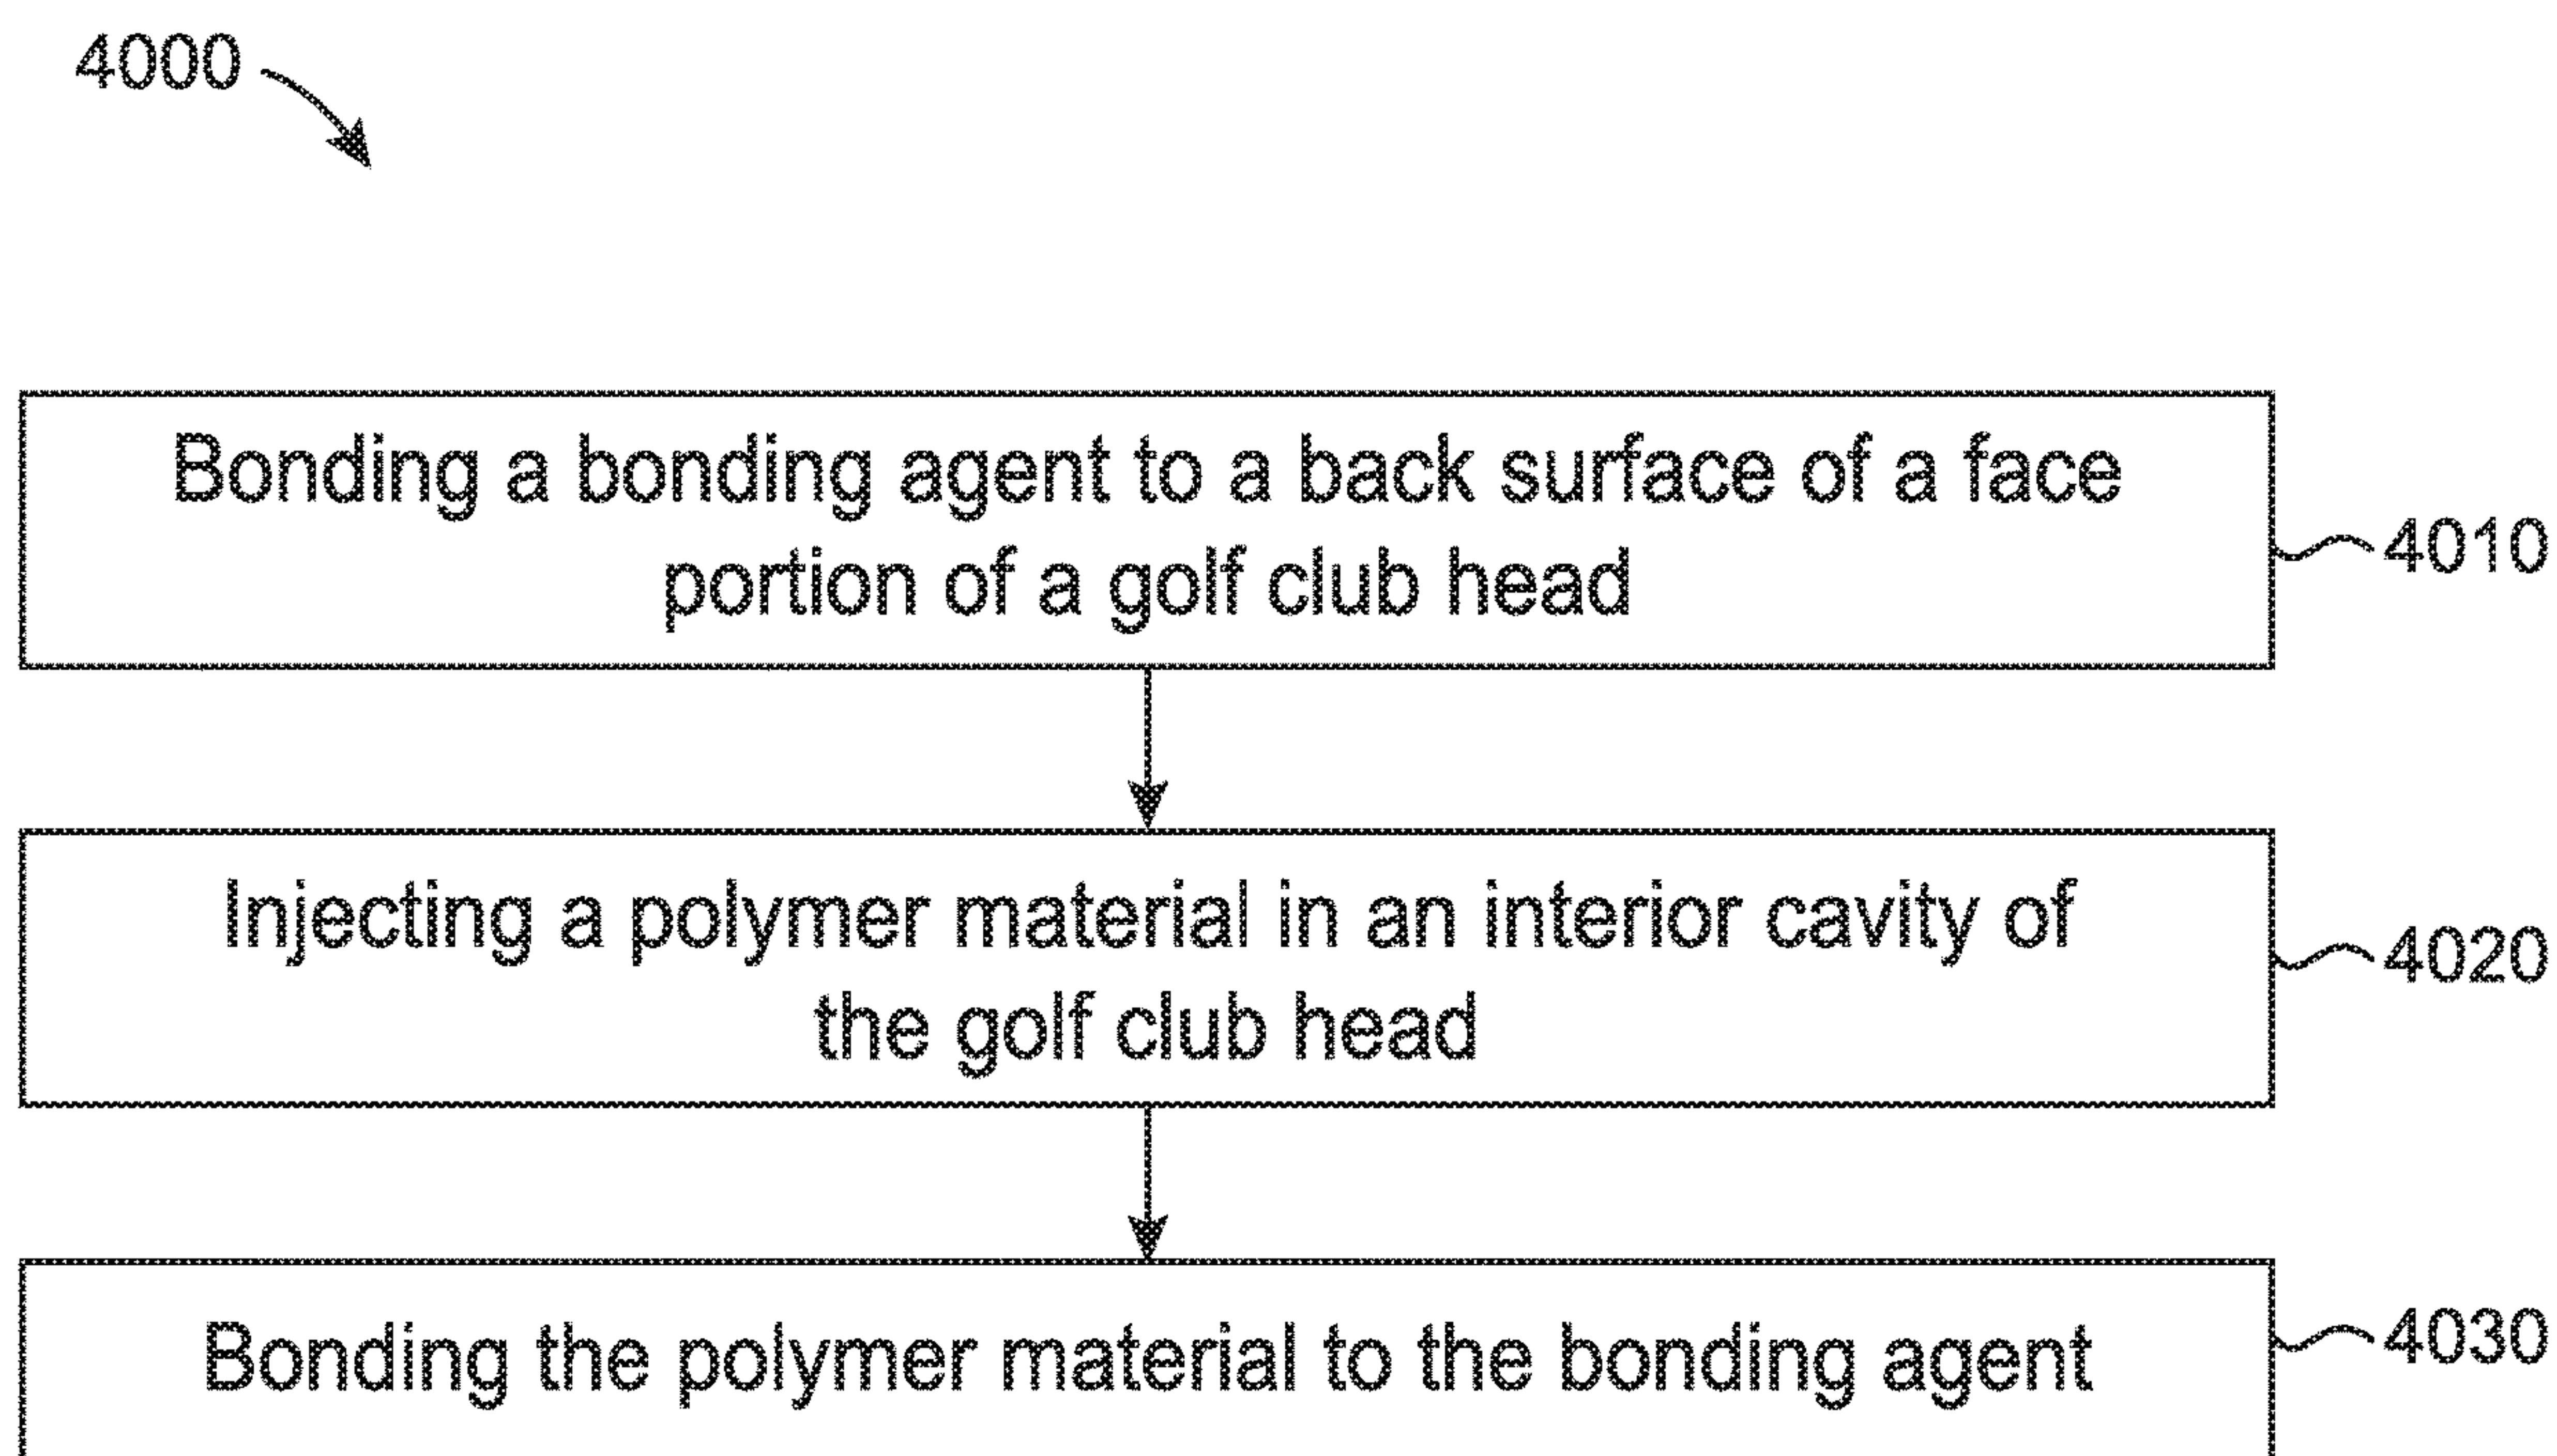 4000
Bonding a bonding agent to a back surface of a face
portion of a golf club head
4010
Injecting a polymer material in an interior cavity of
the golf club head
4020
Bonding the polymer material to the bonding agent
4030